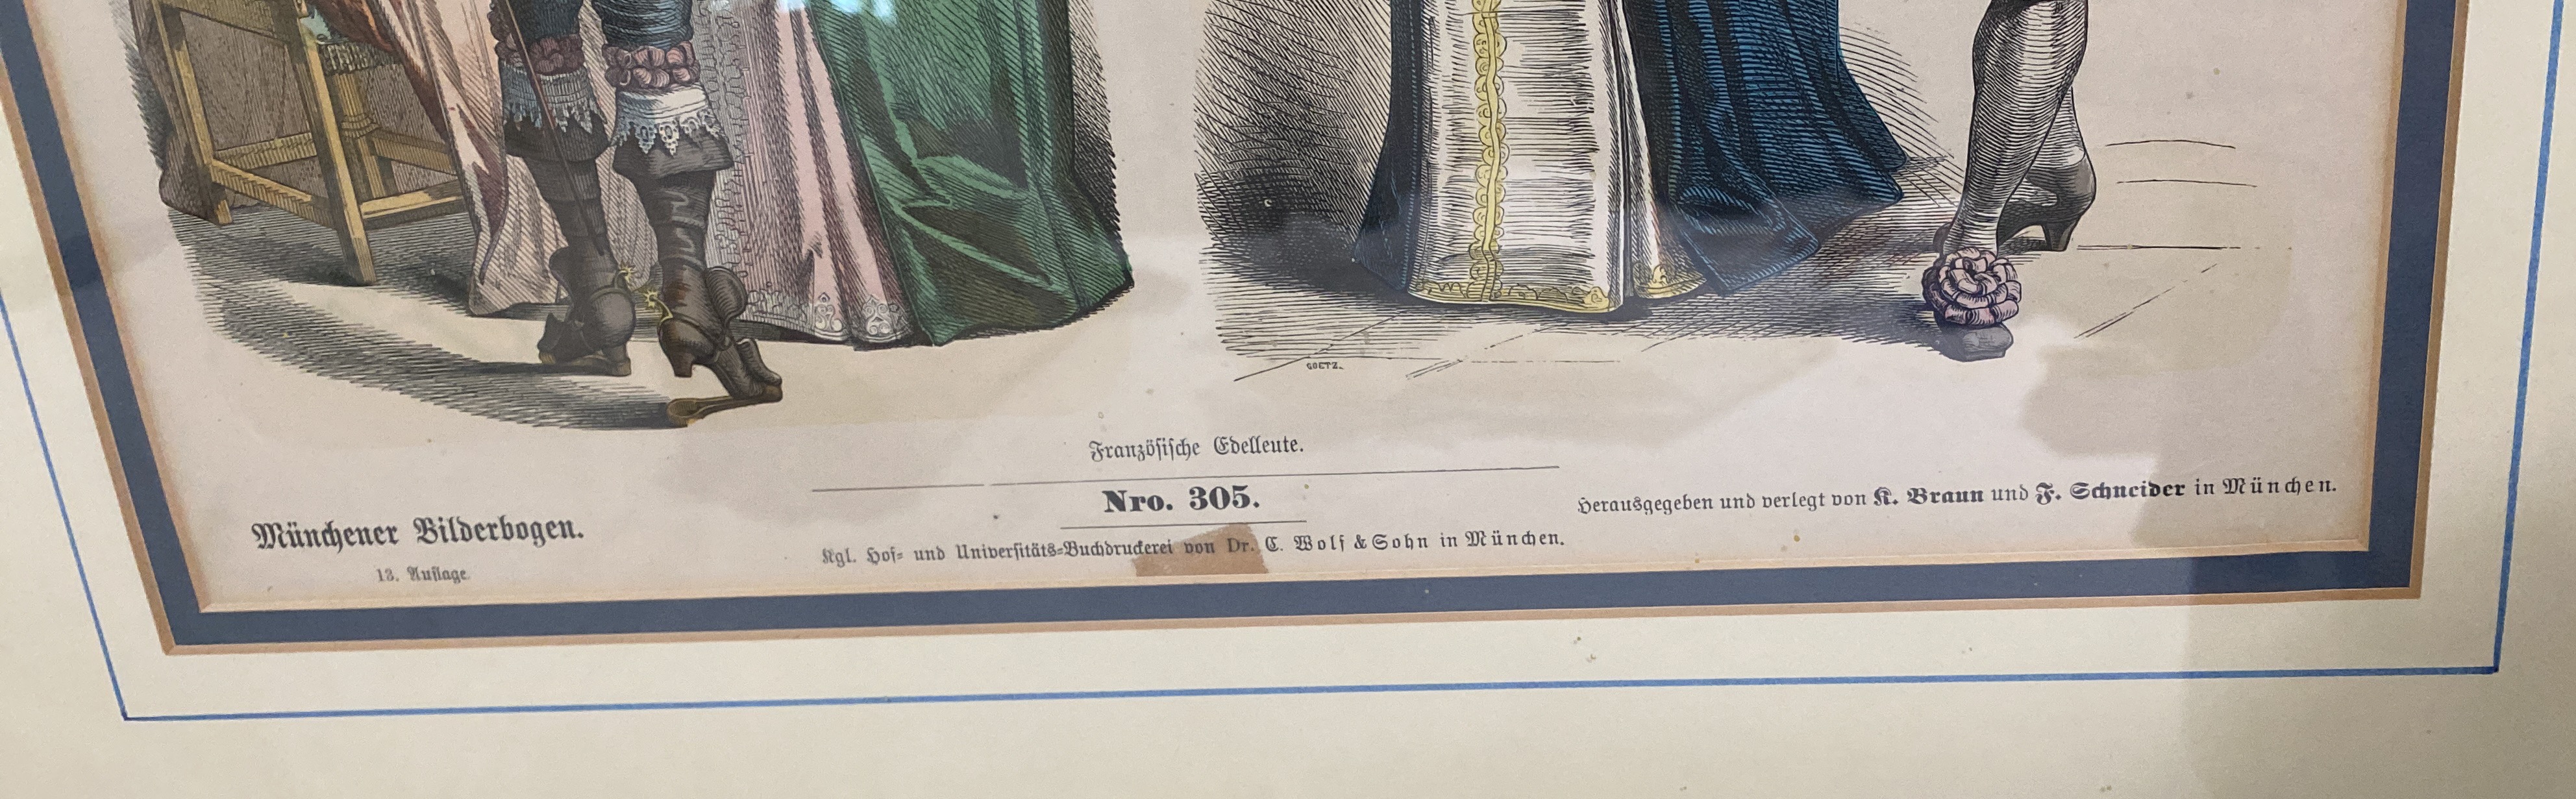 GOETZ.
Französische Edelleute.
Nro. 305.
Münchener Bilderbogen.
13. Auflage.
Kgl. Hof- und Universitäts-Buchdruckerei von Dr. C. Wolf & Sohn in München.
Herausgegeben und verlegt von K. Braun und F. Schneider in München.